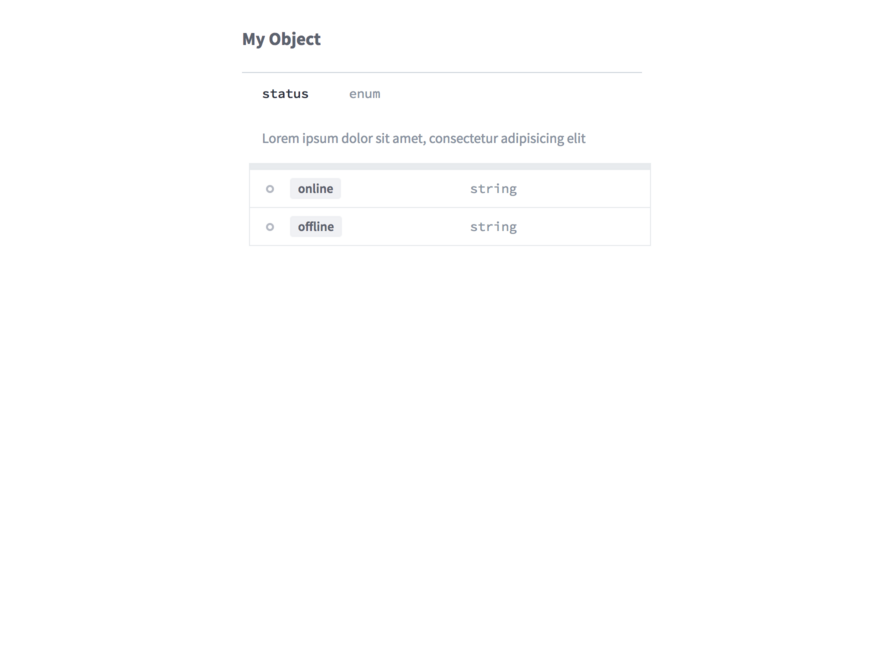 My Object
status enum
Lorem ipsum dolor sit amet, consectetur adipisicing elit
online string
offline string